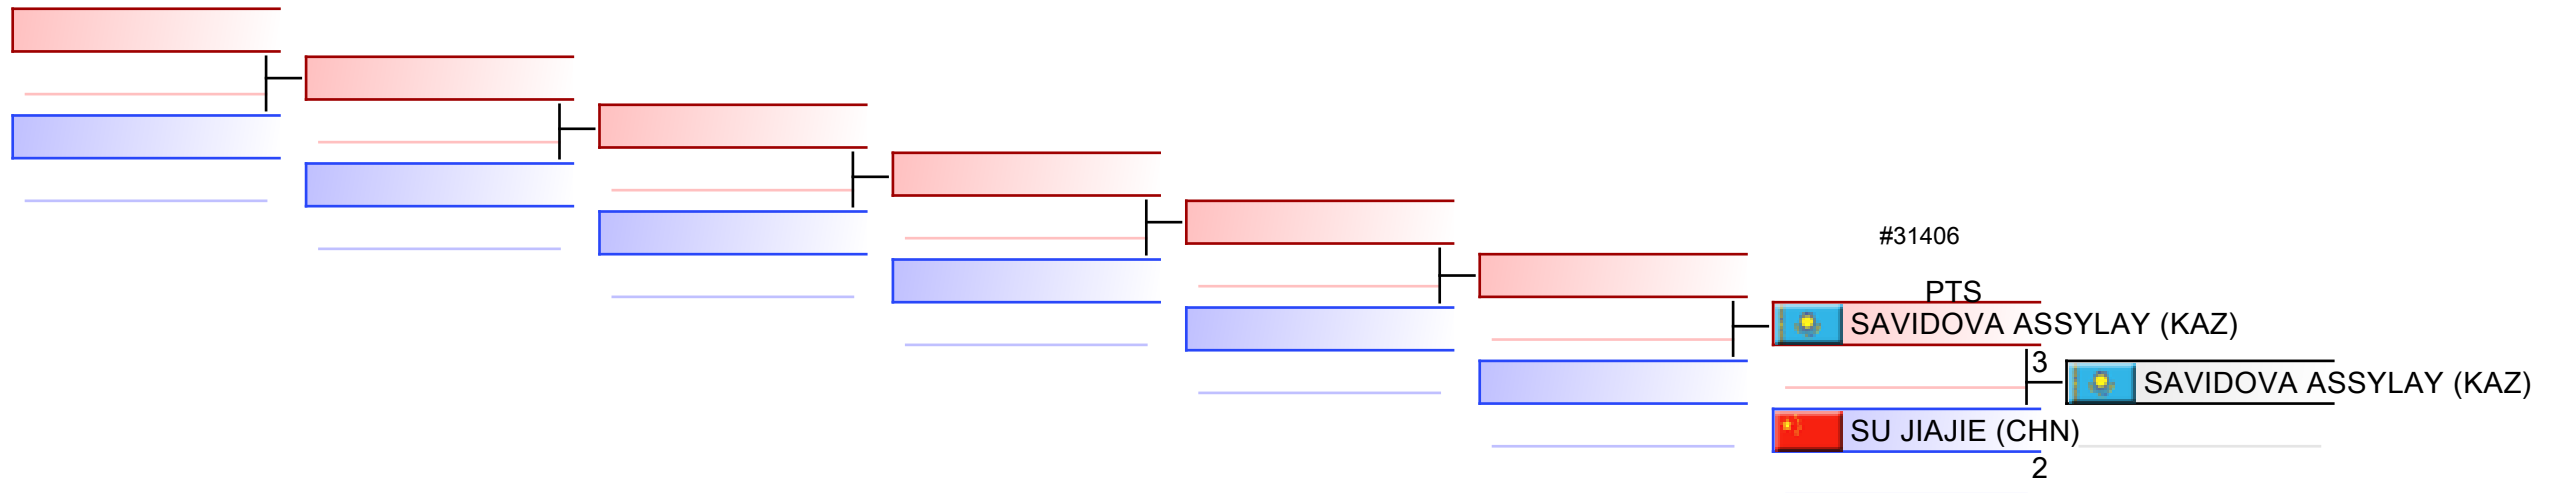 #31406
PTS
SAVIDOVA ASSYLAY (KAZ)
3
SAVIDOVA ASSYLAY (KAZ)
SU JIAJIE (CHN)
2